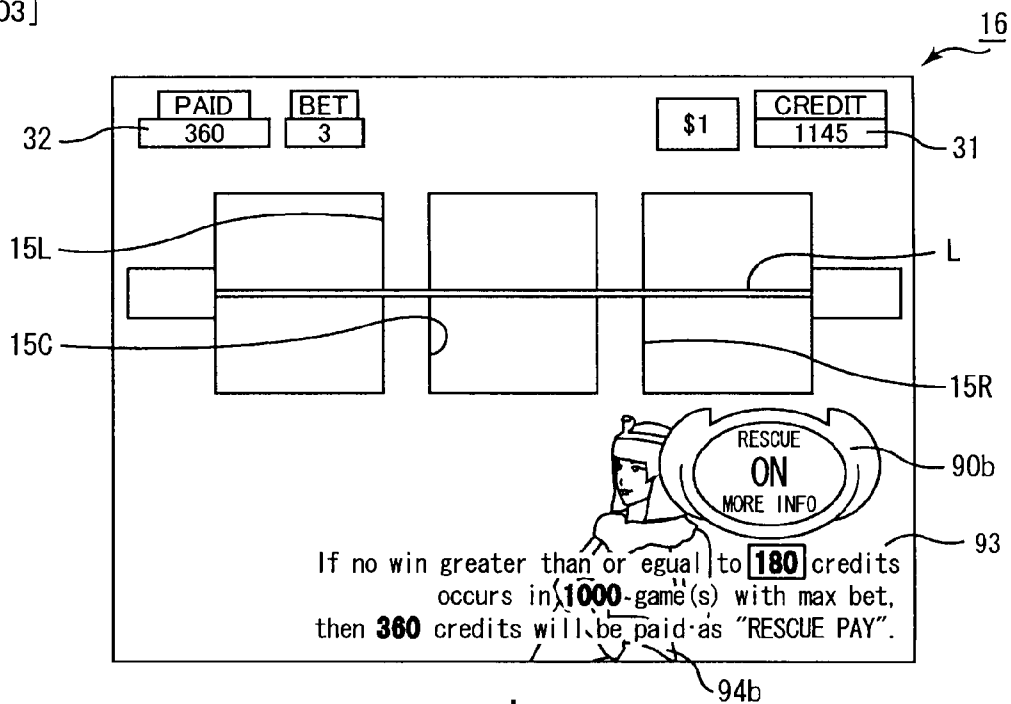 03]
16
PAID
BET
CREDIT
32
360
3
$1
1145
31
15L
L
15C
15R
RESCUE
ON
MORE INFO
90b
93
If no win greater than or egual to 180 credits
occurs in 1000 game(s) with max bet,
then 360 credits will be paid as "RESCUE PAY".
94b